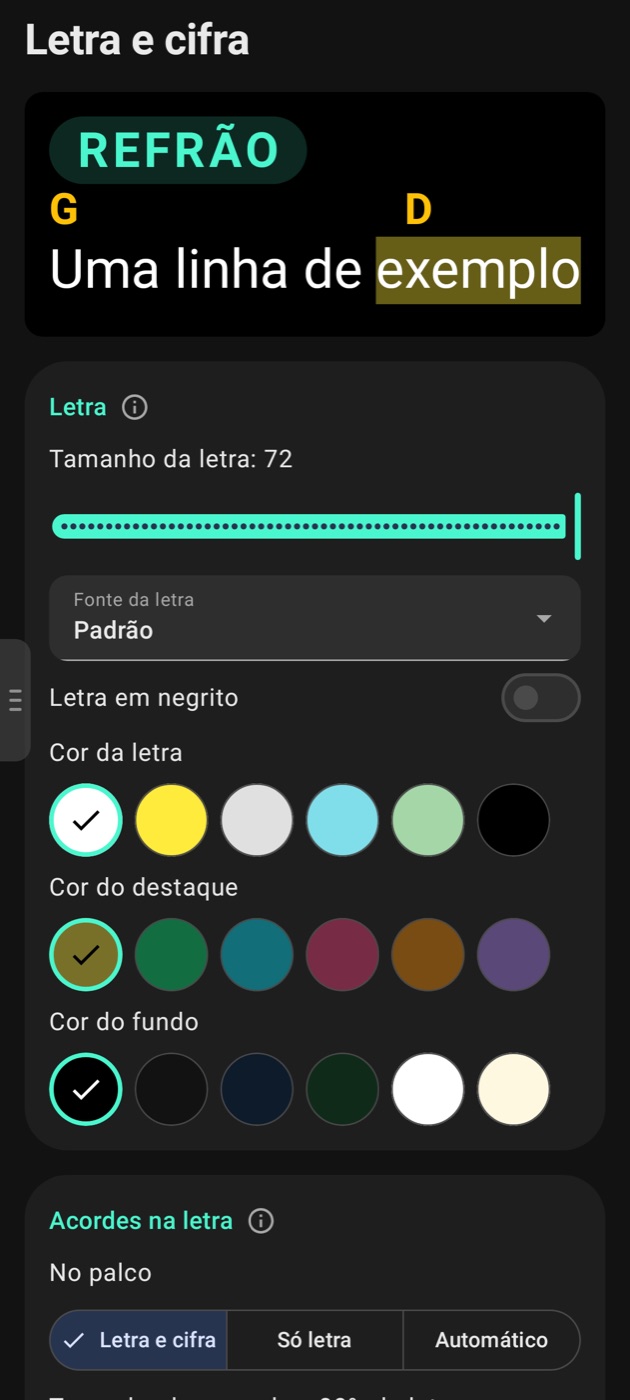 Letra e cifra
REFRÃO
G D
Uma linha de exemplo
Letra
Tamanho da letra: 72
Fonte da letra
Padrão
Letra em negrito
Cor da letra
Cor do destaque
Cor do fundo
Acordes na letra
No palco
Letra e cifra Só letra Automático